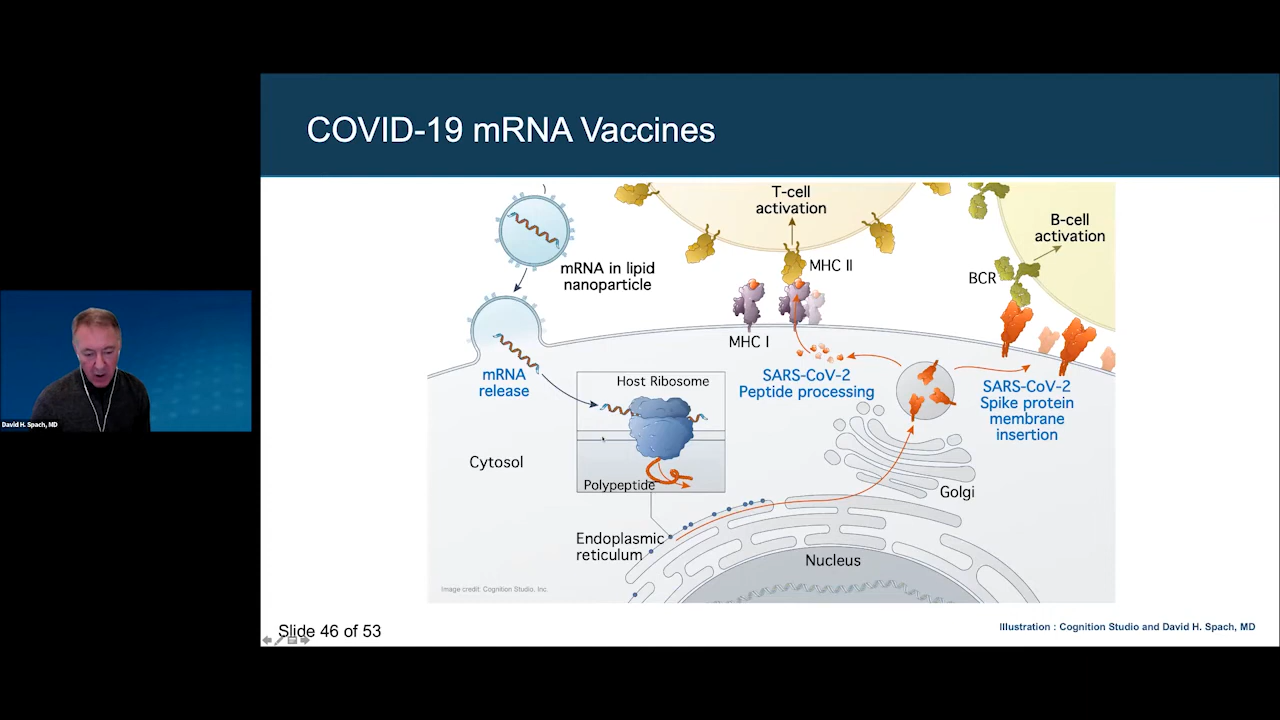 COVID-19 mRNA Vaccines
T-cell
activation
B-cell
activation
mRNA in lipid
nanoparticle
MHC II
BCR
MHC I
mRNA
release
Host Ribosome
SARS-CoV-2
Peptide processing
SARS-CoV-2
Spike protein
membrane
insertion
Cytosol
Polypeptide
Golgi
Endoplasmic
reticulum
Nucleus
Image credit: Cognition Studio, Inc.
Slide 46 of 53
Illustration : Cognition Studio and David H. Spach, MD
David H. Spach, MD